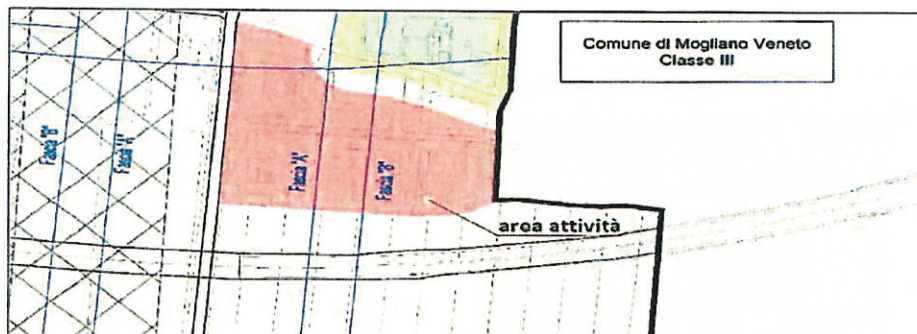 Comune di Mogliano Veneto
Classe III
Fascia "B"
Fascia "A"
Fascia "A"
Fascia "B"
area attività